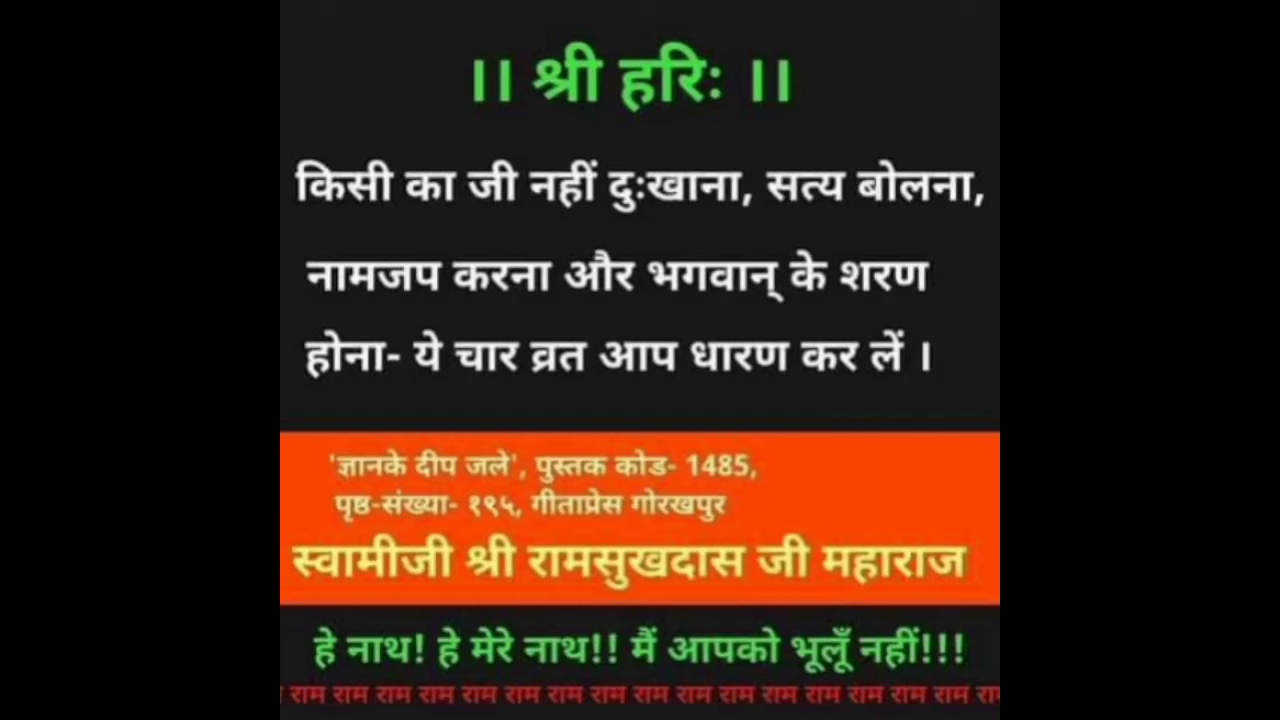 ।। श्री हरिः ।।
किसी का जी नहीं दुःखाना, सत्य बोलना,
नामजप करना और भगवान् के शरण
होना- ये चार व्रत आप धारण कर लें ।
'ज्ञानके दीप जले', पुस्तक कोड- 1485,
पृष्ठ-संख्या- १९५, गीताप्रेस गोरखपुर
स्वामीजी श्री रामसुखदास जी महाराज
हे नाथ! हे मेरे नाथ!! मैं आपको भूलूँ नहीं!!!
राम राम राम राम राम राम राम राम राम राम राम राम राम राम राम राम रा